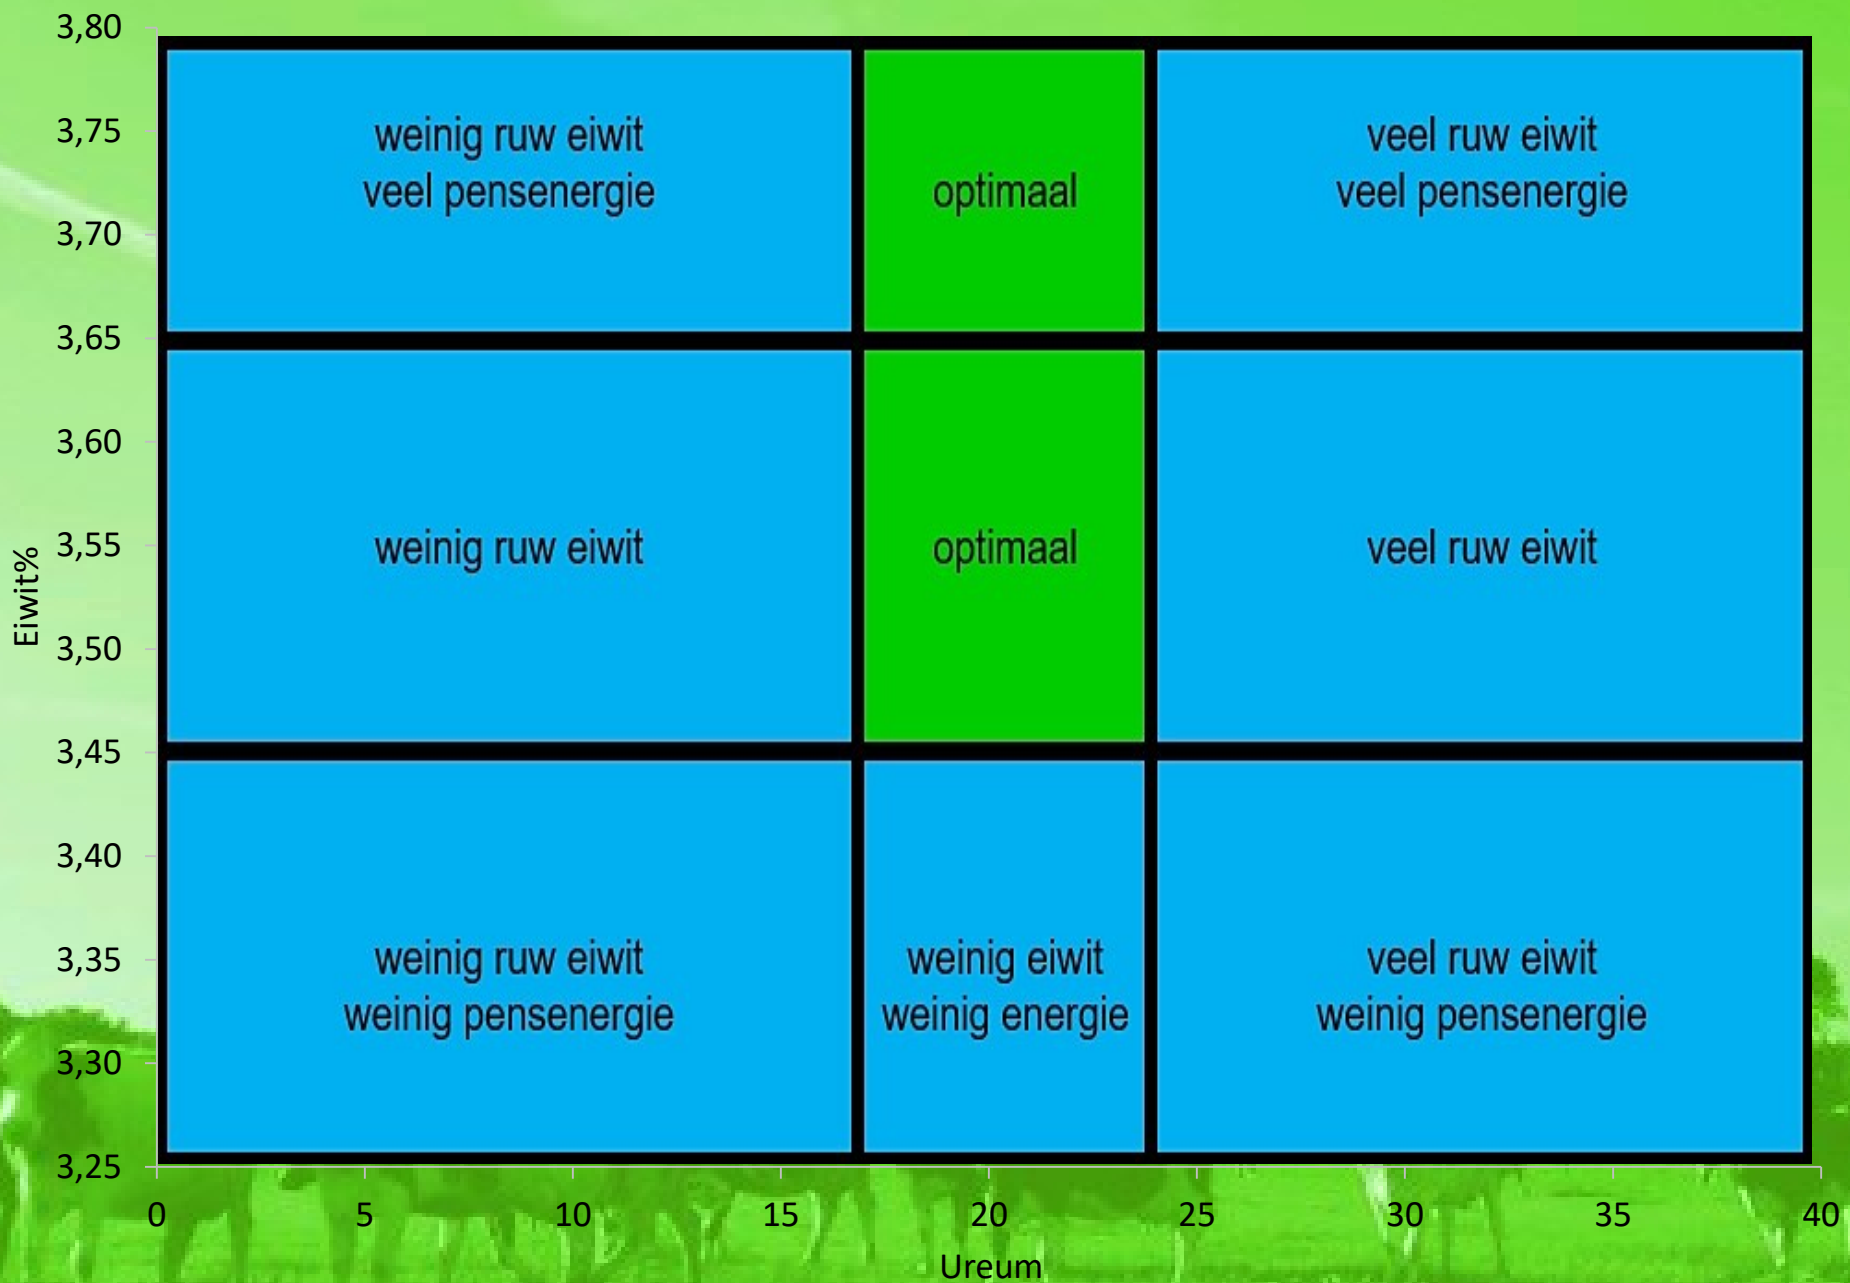 3,80
3,75
3,70
3,65
3,60
3,55
3,50
3,45
3,40
3,35
3,30
3,25
Eiwit%
weinig ruw eiwit
veel pensenergie
optimaal
veel ruw eiwit
veel pensenergie
weinig ruw eiwit
optimaal
veel ruw eiwit
weinig ruw eiwit
weinig pensenergie
weinig eiwit
weinig energie
veel ruw eiwit
weinig pensenergie
0 5 10 15 20 25 30 35 40
Ureum